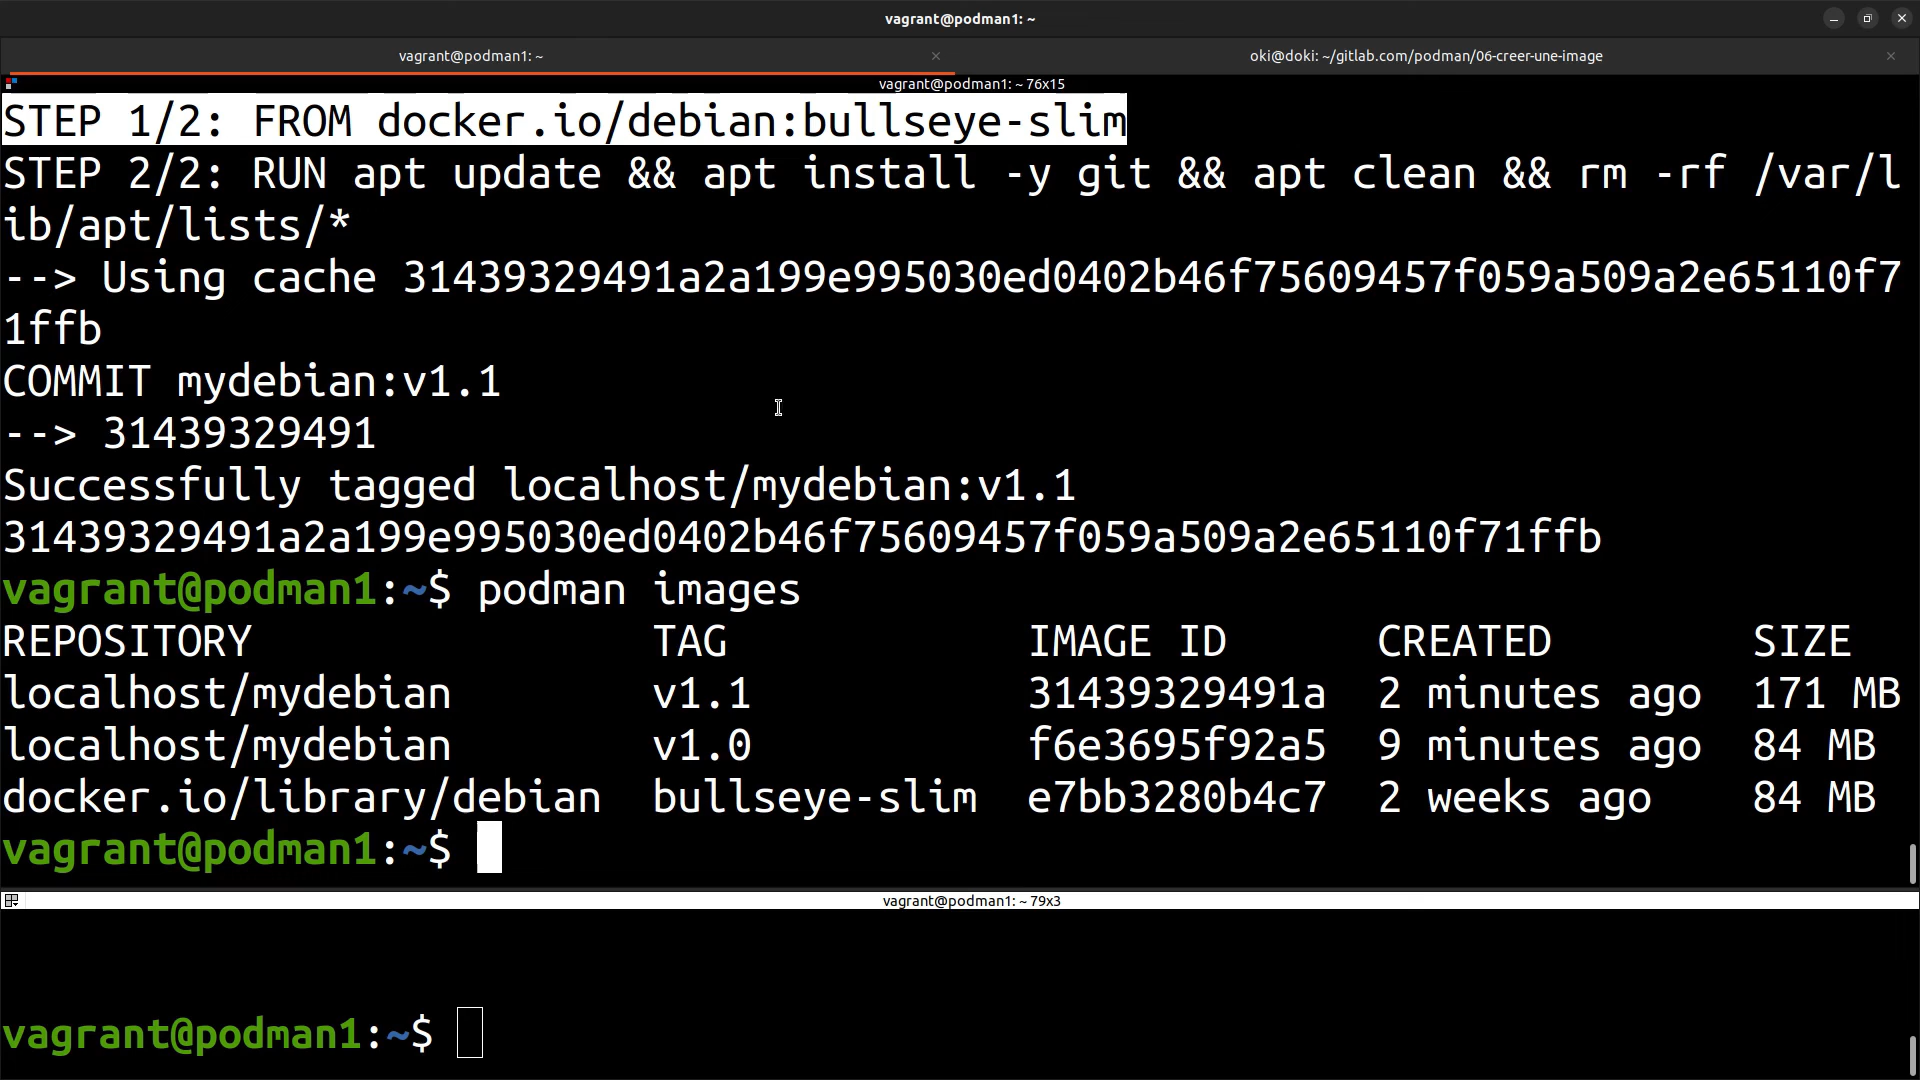 vagrant@podman1: ~
vagrant@podman1: ~
oki@doki: ~/gitlab.com/podman/06-creer-une-image
vagrant@podman1: ~ 76x15
STEP 1/2: FROM docker.io/debian:bullseye-slim
STEP 2/2: RUN apt update && apt install -y git && apt clean && rm -rf /var/l
ib/apt/lists/*
--> Using cache 31439329491a2a199e995030ed0402b46f75609457f059a509a2e65110f7
1ffb
COMMIT mydebian:v1.1
--> 31439329491
Successfully tagged localhost/mydebian:v1.1
31439329491a2a199e995030ed0402b46f75609457f059a509a2e65110f71ffb
vagrant@podman1:~$ podman images
REPOSITORY TAG IMAGE ID CREATED SIZE
localhost/mydebian v1.1 31439329491a 2 minutes ago 171 MB
localhost/mydebian v1.0 f6e3695f92a5 9 minutes ago 84 MB
docker.io/library/debian bullseye-slim e7bb3280b4c7 2 weeks ago 84 MB
vagrant@podman1:~$
vagrant@podman1: ~ 79x3
vagrant@podman1:~$